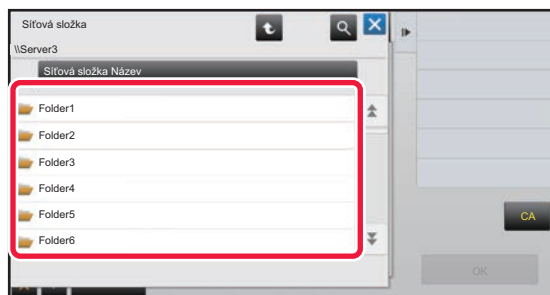 Síťová složka
\\Server3
Síťová složka Název
Folder1
Folder2
Folder3
Folder4
Folder5
Folder6
CA
OK